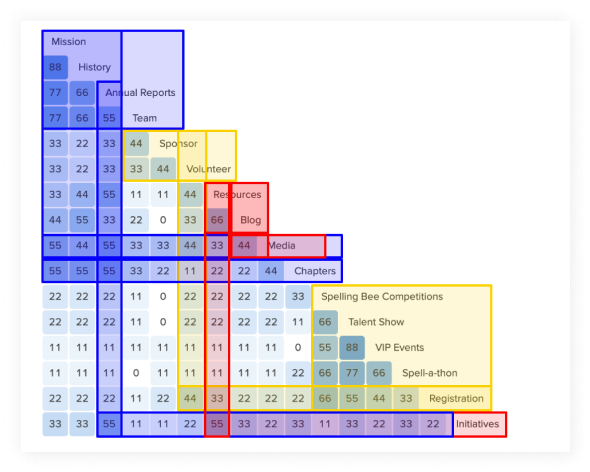 Mission
88 History
77 66 Annual Reports
77 66 55 Team
33 22 33 44 Sponsor
33 22 33 33 44 Volunteer
33 44 55 11 11 44 Resources
44 55 33 22 0 33 66 Blog
55 44 55 33 33 44 33 44 Media
55 55 55 33 22 11 22 22 44 Chapters
22 22 22 11 0 22 22 22 22 33 Spelling Bee Competitions
22 22 22 11 0 22 22 22 22 11 66 Talent Show
11 11 11 11 11 11 11 11 11 0 55 88 VIP Events
11 11 11 0 11 11 11 11 11 22 66 77 66 Spell-a-thon
22 22 22 11 22 44 33 22 22 22 66 55 44 33 Registration
33 33 55 11 11 22 55 33 22 33 11 33 22 33 22 Initiatives